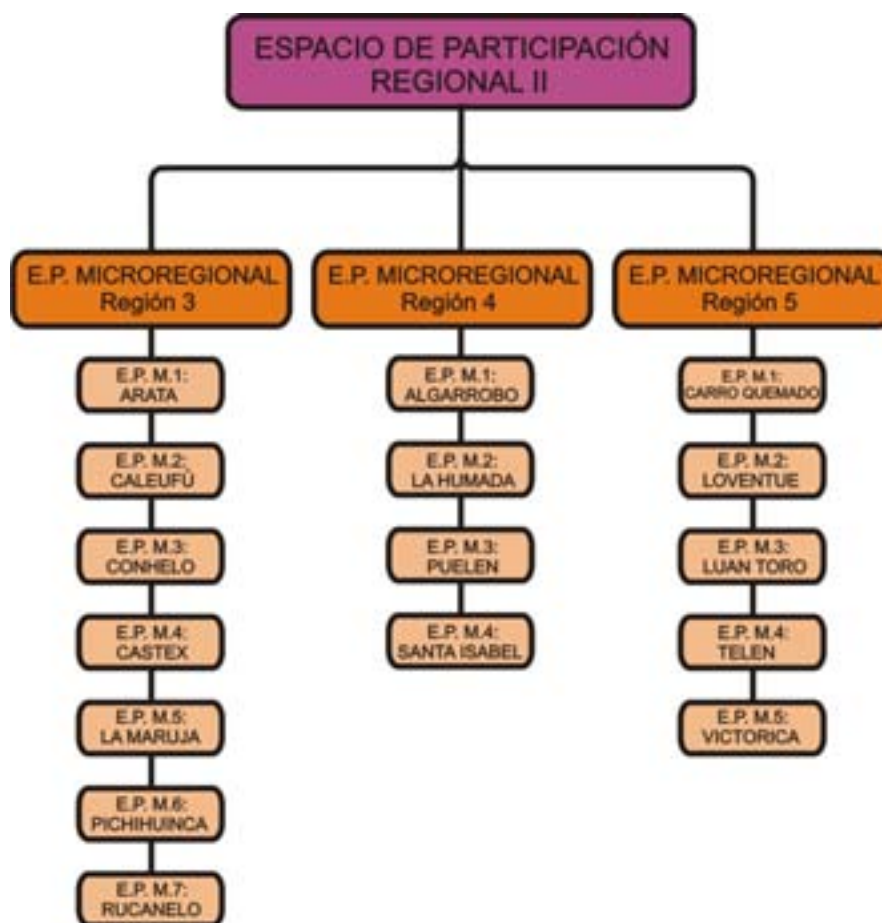 ESPACIO DE PARTICIPACIÓN
REGIONAL II
E.P. MICROREGIONAL
Región 3
E.P. M.1:
ARATA
E.P. M.2:
CALEUFÙ
E.P. M.3:
CONHELO
E.P. M.4:
CASTEX
E.P. M.5:
LA MARUJA
E.P. M.6:
PICHIHUINCA
E.P. M.7:
RUCANELO
E.P. MICROREGIONAL
Región 4
E.P. M.1:
ALGARROBO
E.P. M.2:
LA HUMADA
E.P. M.3:
PUELEN
E.P. M.4:
SANTA ISABEL
E.P. MICROREGIONAL
Región 5
E.P. M.1:
CARRO QUEMADO
E.P. M.2:
LOVENTUE
E.P. M.3:
LUAN TORO
E.P. M.4:
TELEN
E.P. M.5:
VICTORICA